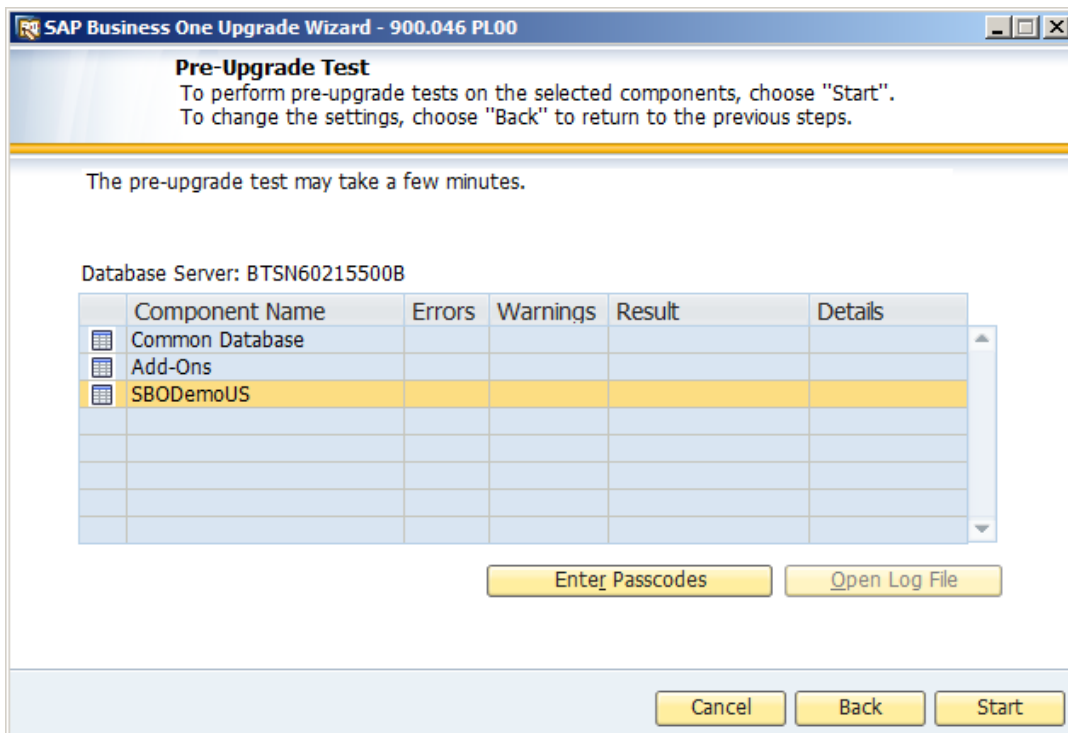 SAP Business One Upgrade Wizard - 900.046 PL00
Pre-Upgrade Test
To perform pre-upgrade tests on the selected components, choose "Start".
To change the settings, choose "Back" to return to the previous steps.
The pre-upgrade test may take a few minutes.
Database Server: BTSN60215500B
Component Name Errors Warnings Result Details
Common Database
Add-Ons
SBODemoUS
Enter Passcodes Open Log File
Cancel Back Start